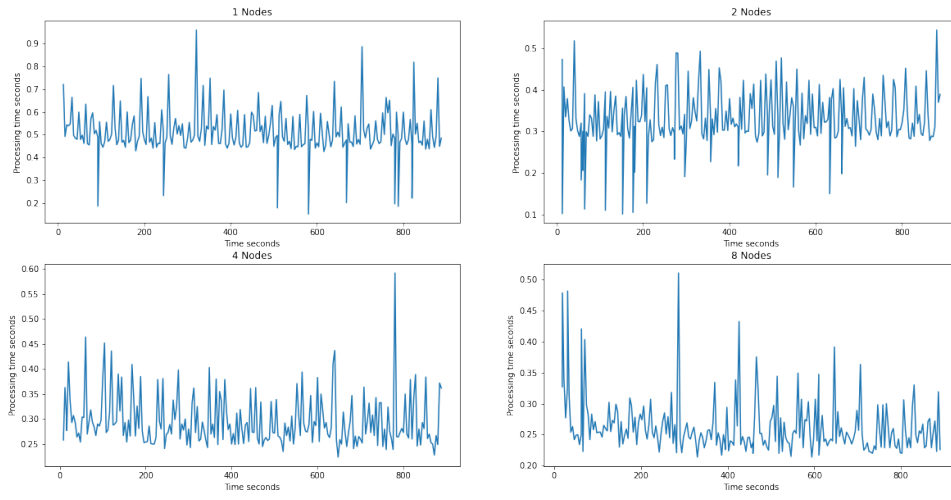 1 Nodes
Processing time seconds
0.9
0.8
0.7
0.6
0.5
0.4
0.3
0.2
0 200 400 600 800
Time seconds
2 Nodes
Processing time seconds
0.5
0.4
0.3
0.2
0.1
0 200 400 600 800
Time seconds
4 Nodes
Processing time seconds
0.60
0.55
0.50
0.45
0.40
0.35
0.30
0.25
0 200 400 600 800
Time seconds
8 Nodes
Processing time seconds
0.50
0.45
0.40
0.35
0.30
0.25
0.20
0 200 400 600 800
Time seconds